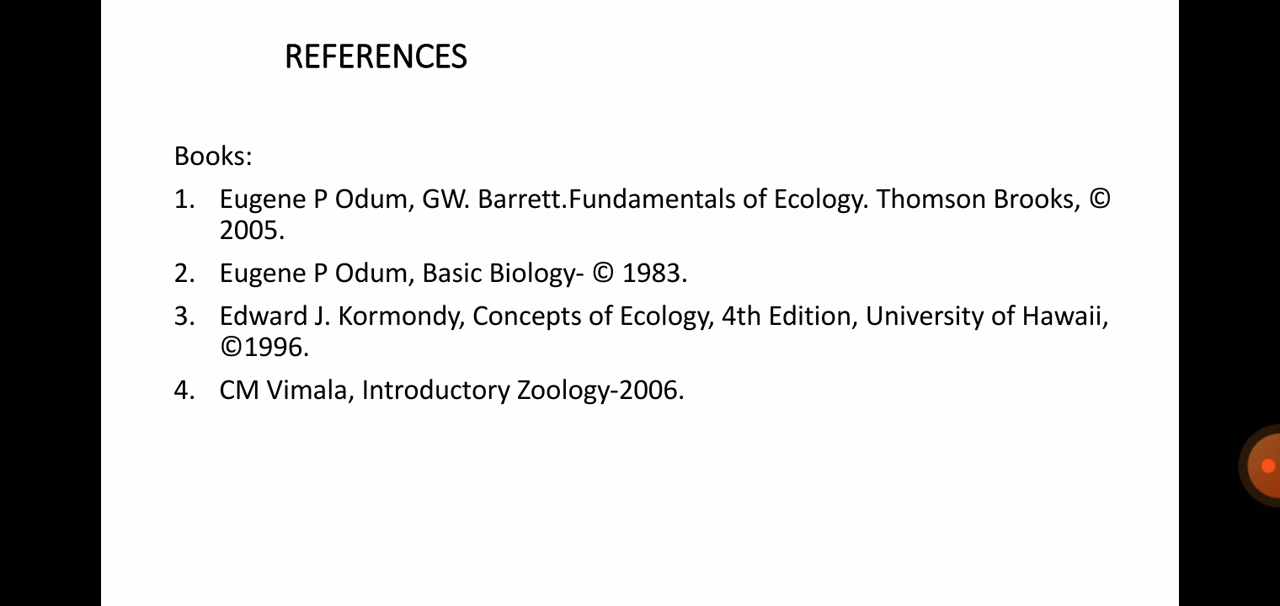 REFERENCES
Books:
1. Eugene P Odum, GW. Barrett.Fundamentals of Ecology. Thomson Brooks, ©
2005.
2. Eugene P Odum, Basic Biology- © 1983.
3. Edward J. Kormondy, Concepts of Ecology, 4th Edition, University of Hawaii,
©1996.
4. CM Vimala, Introductory Zoology-2006.